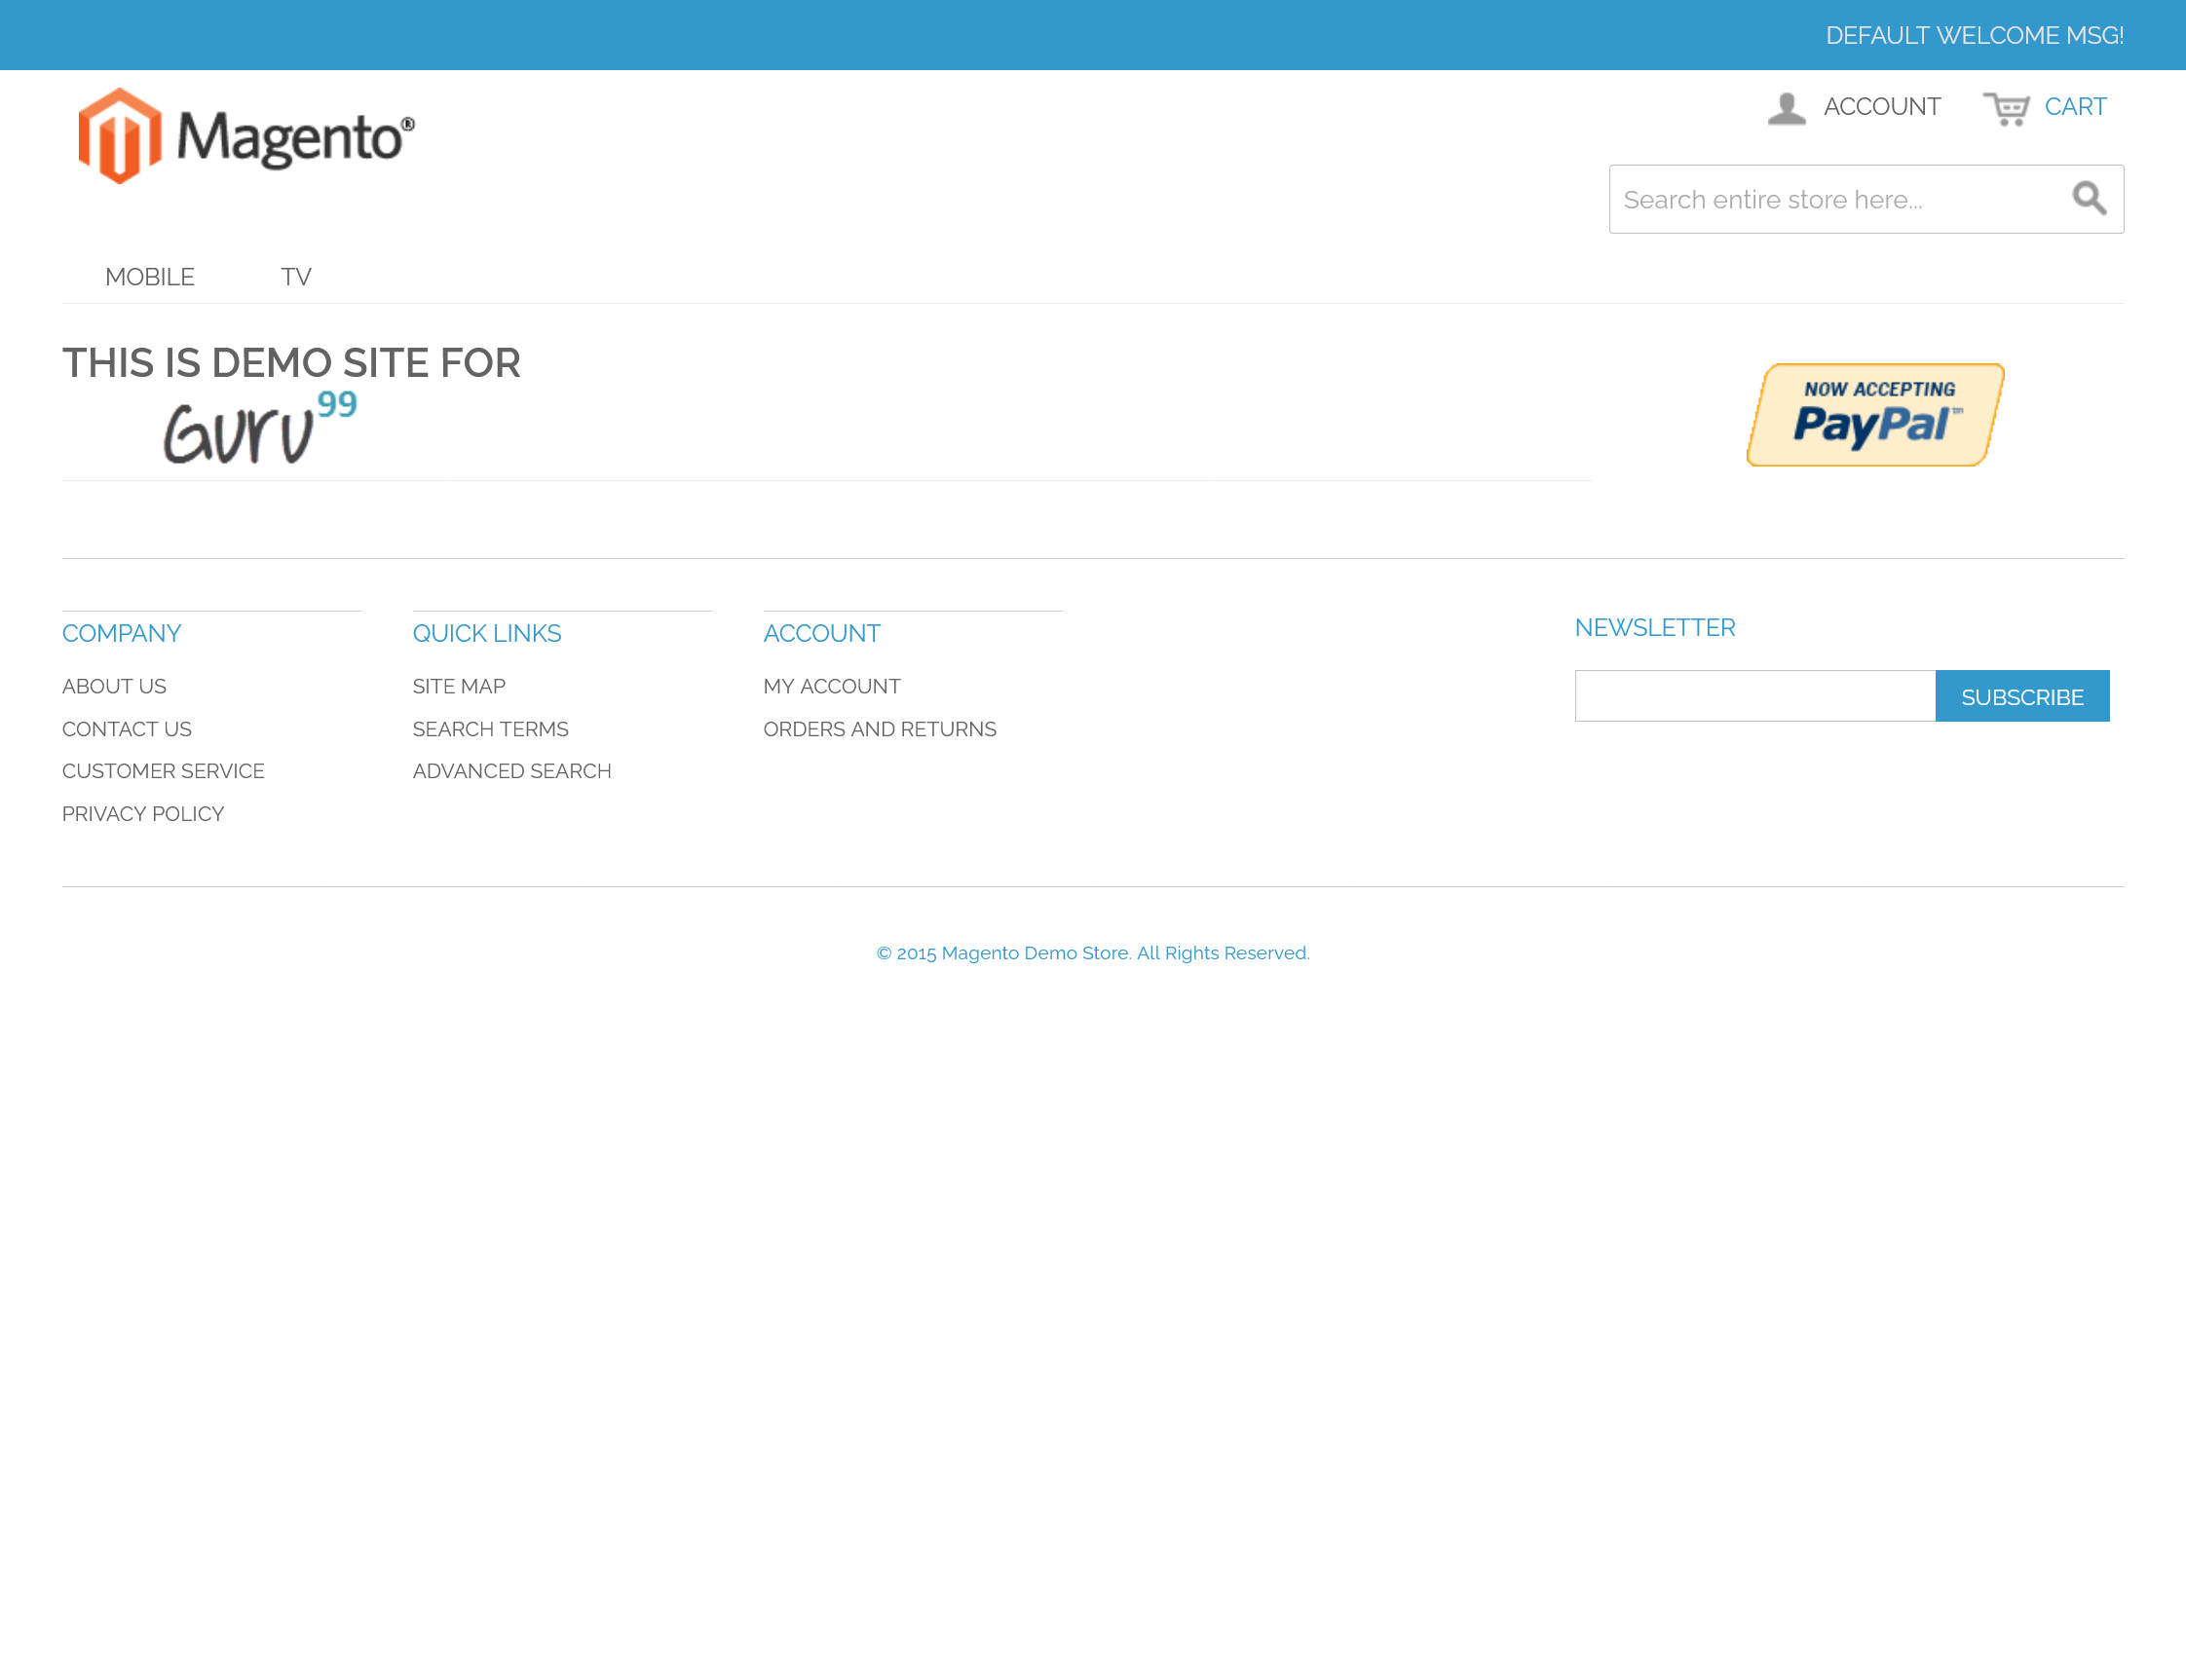 DEFAULT WELCOME MSG!
Magento®
ACCOUNT
CART
Search entire store here...
MOBILE
TV
THIS IS DEMO SITE FOR
Guru99
NOW ACCEPTING
PayPal™
COMPANY
ABOUT US
CONTACT US
CUSTOMER SERVICE
PRIVACY POLICY
QUICK LINKS
SITE MAP
SEARCH TERMS
ADVANCED SEARCH
ACCOUNT
MY ACCOUNT
ORDERS AND RETURNS
NEWSLETTER
SUBSCRIBE
© 2015 Magento Demo Store. All Rights Reserved.